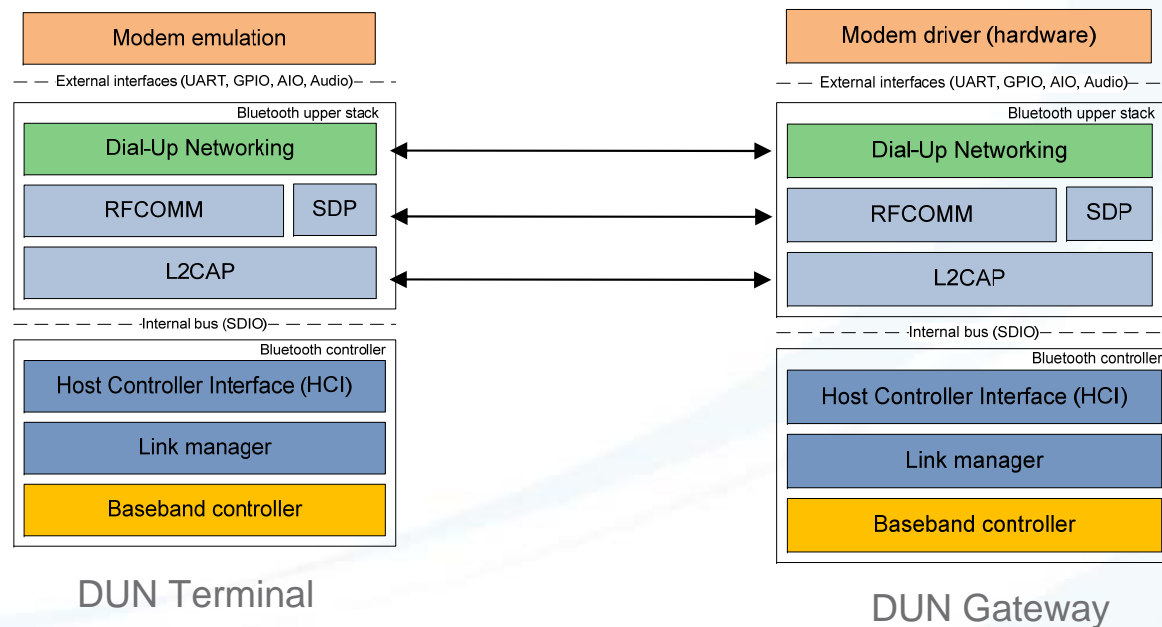 Modem emulation
External interfaces (UART, GPIO, AIO, Audio)
Bluetooth upper stack
Dial-Up Networking
RFCOMM
SDP
L2CAP
Internal bus (SDIO)
Bluetooth controller
Host Controller Interface (HCI)
Link manager
Baseband controller
DUN Terminal
Modem driver (hardware)
External interfaces (UART, GPIO, AIO, Audio)
Bluetooth upper stack
Dial-Up Networking
RFCOMM
SDP
L2CAP
Internal bus (SDIO)
Bluetooth controller
Host Controller Interface (HCI)
Link manager
Baseband controller
DUN Gateway